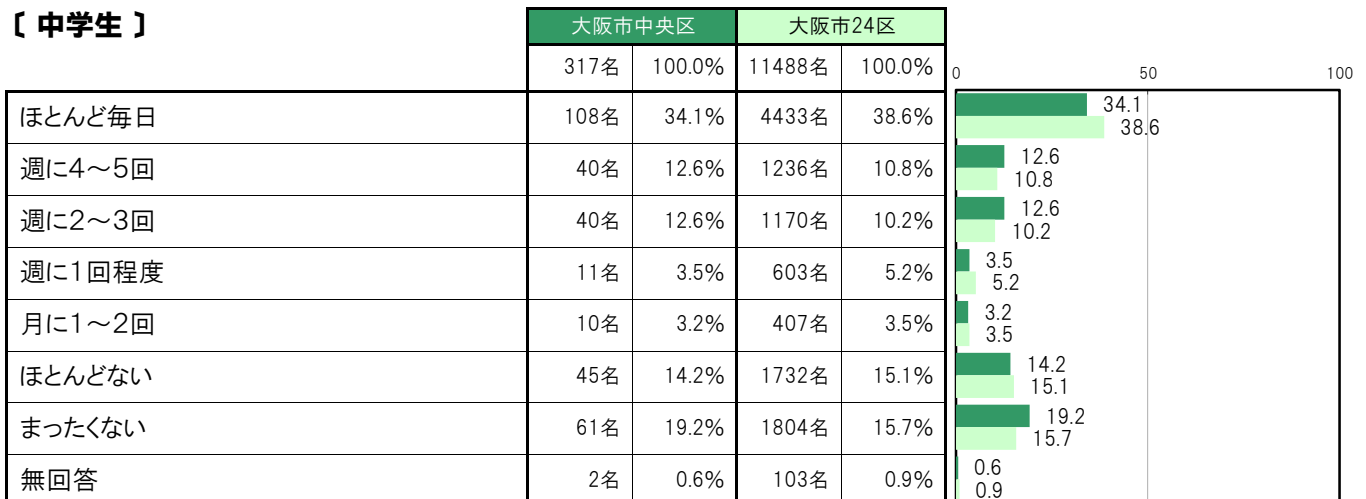 〔 中学生 〕
大阪市中央区 大阪市24区
317名 100.0% 11488名 100.0%
0 50 100
ほとんど毎日 108名 34.1% 4433名 38.6% 34.1
38.6
週に4～5回 40名 12.6% 1236名 10.8% 12.6
10.8
週に2～3回 40名 12.6% 1170名 10.2% 12.6
10.2
週に1回程度 11名 3.5% 603名 5.2% 3.5
5.2
月に1～2回 10名 3.2% 407名 3.5% 3.2
3.5
ほとんどない 45名 14.2% 1732名 15.1% 14.2
15.1
まったくない 61名 19.2% 1804名 15.7% 19.2
15.7
無回答 2名 0.6% 103名 0.9% 0.6
0.9